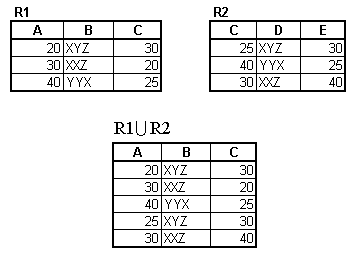 R1 R2
A B C C D E
20 XYZ 30 25 XYZ 30
30 XXZ 20 40 YYX 25
40 YYX 25 30 XXZ 40
R1⋃R2
A B C
20 XYZ 30
30 XXZ 20
40 YYX 25
25 XYZ 30
30 XXZ 40